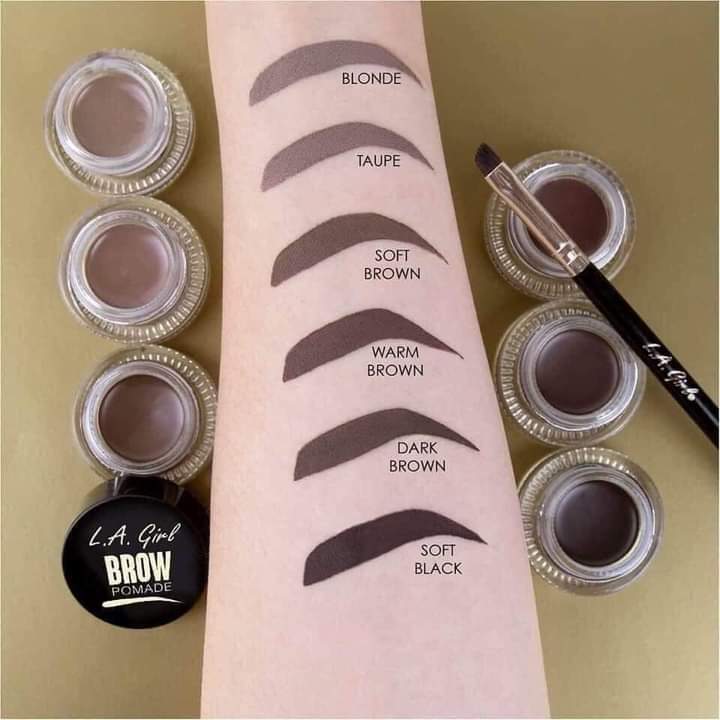 BLONDE
TAUPE
SOFT
BROWN
WARM
BROWN
DARK
BROWN
SOFT
BLACK
L.A. Girl
L.A. Girl
BROW
POMADE